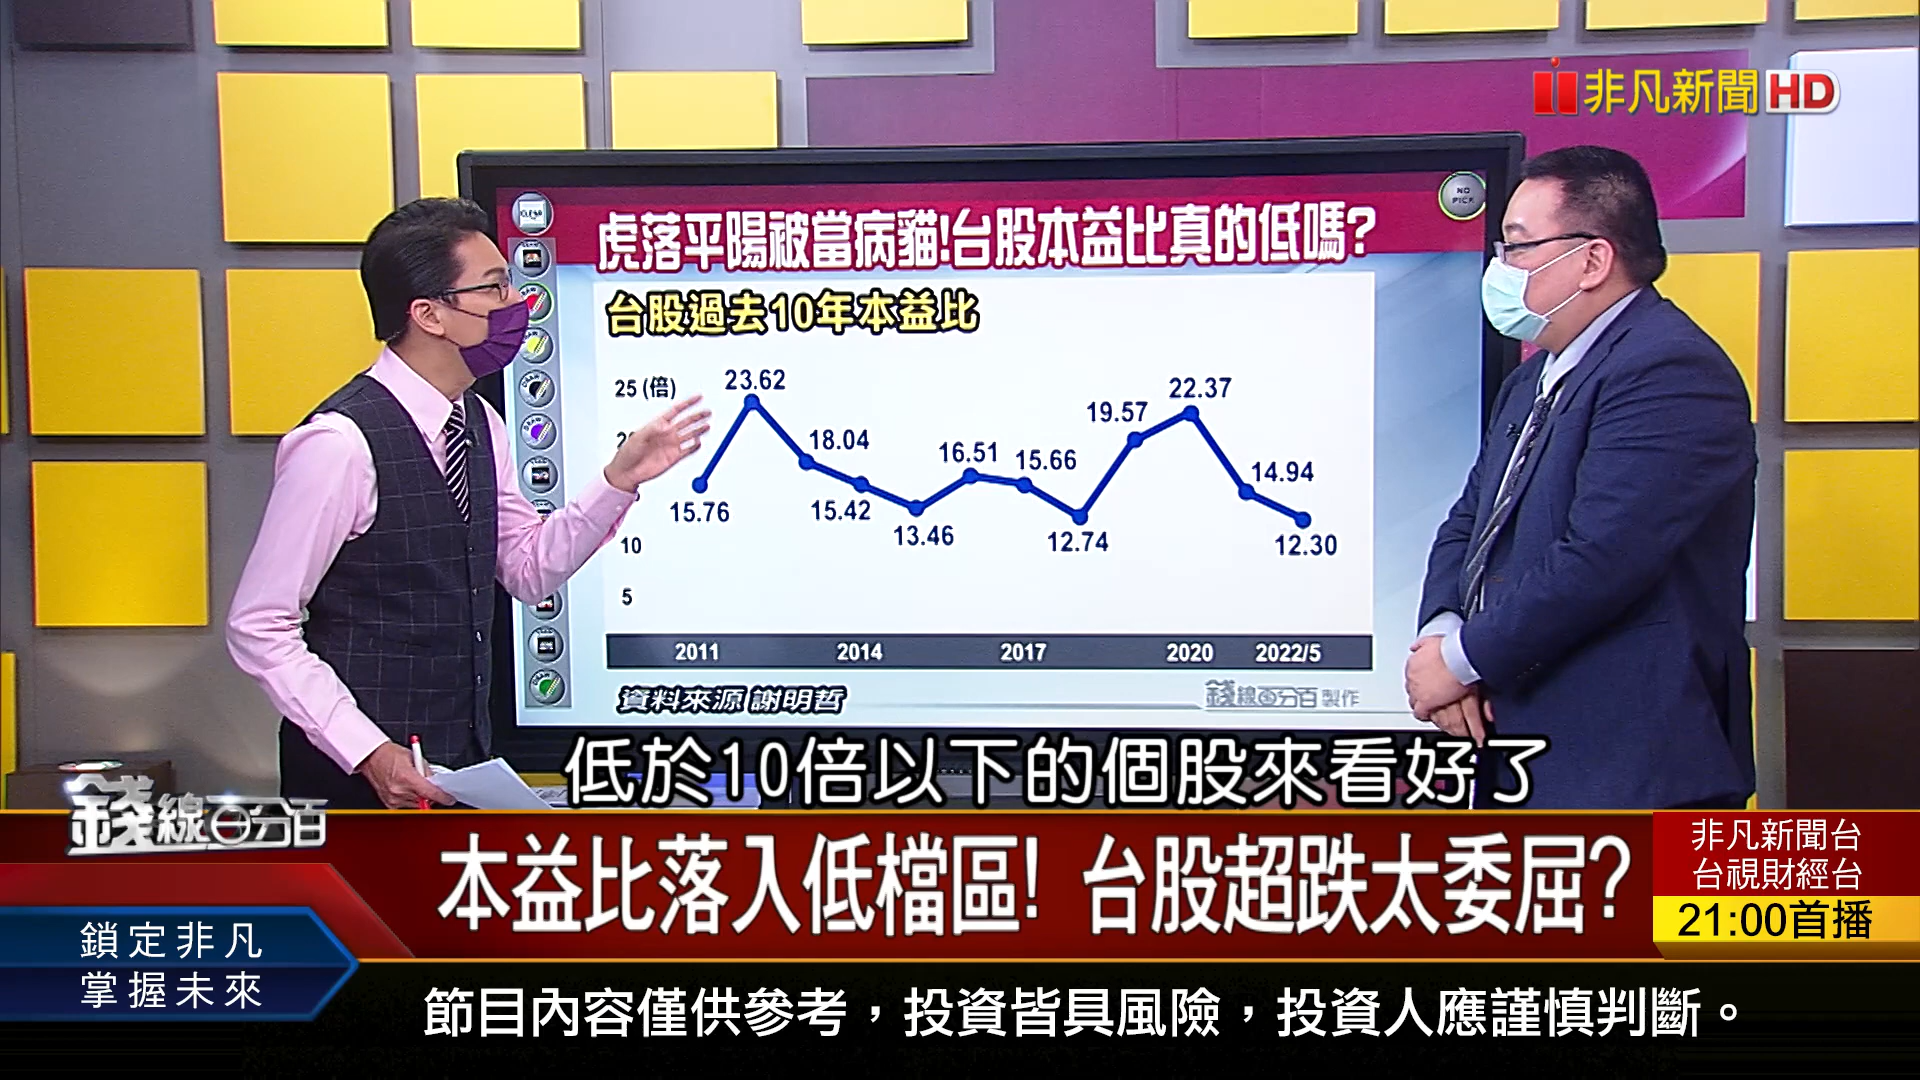 非凡新聞HD
虎落平陽被當病貓!台股本益比真的低嗎?
台股過去10年本益比
25 (倍)
10
5
15.76
23.62
18.04
15.42
13.46
16.51
15.66
12.74
19.57
22.37
14.94
12.30
2011 2014 2017 2020 2022/5
資料來源 謝明哲
錢線百分百 製作
CLEAR
NO PICK
低於10倍以下的個股來看好了
錢線百分百
本益比落入低檔區! 台股超跌太委屈?
非凡新聞台
台視財經台
21:00首播
鎖定非凡
掌握未來
節目內容僅供參考，投資皆具風險，投資人應謹慎判斷。